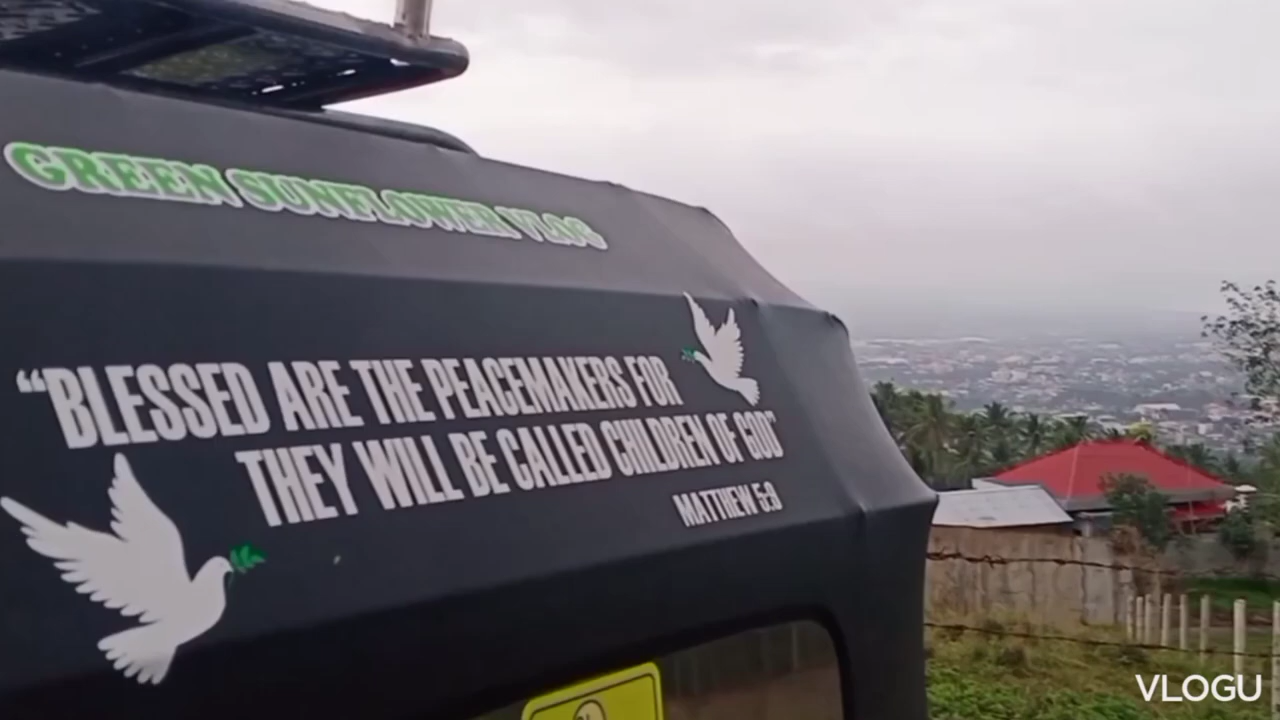 GREEN SUNFLOWER VLOG
“BLESSED ARE THE PEACEMAKERS FOR
THEY WILL BE CALLED CHILDREN OF GOD”
MATTHEW 5:9
VLOGU